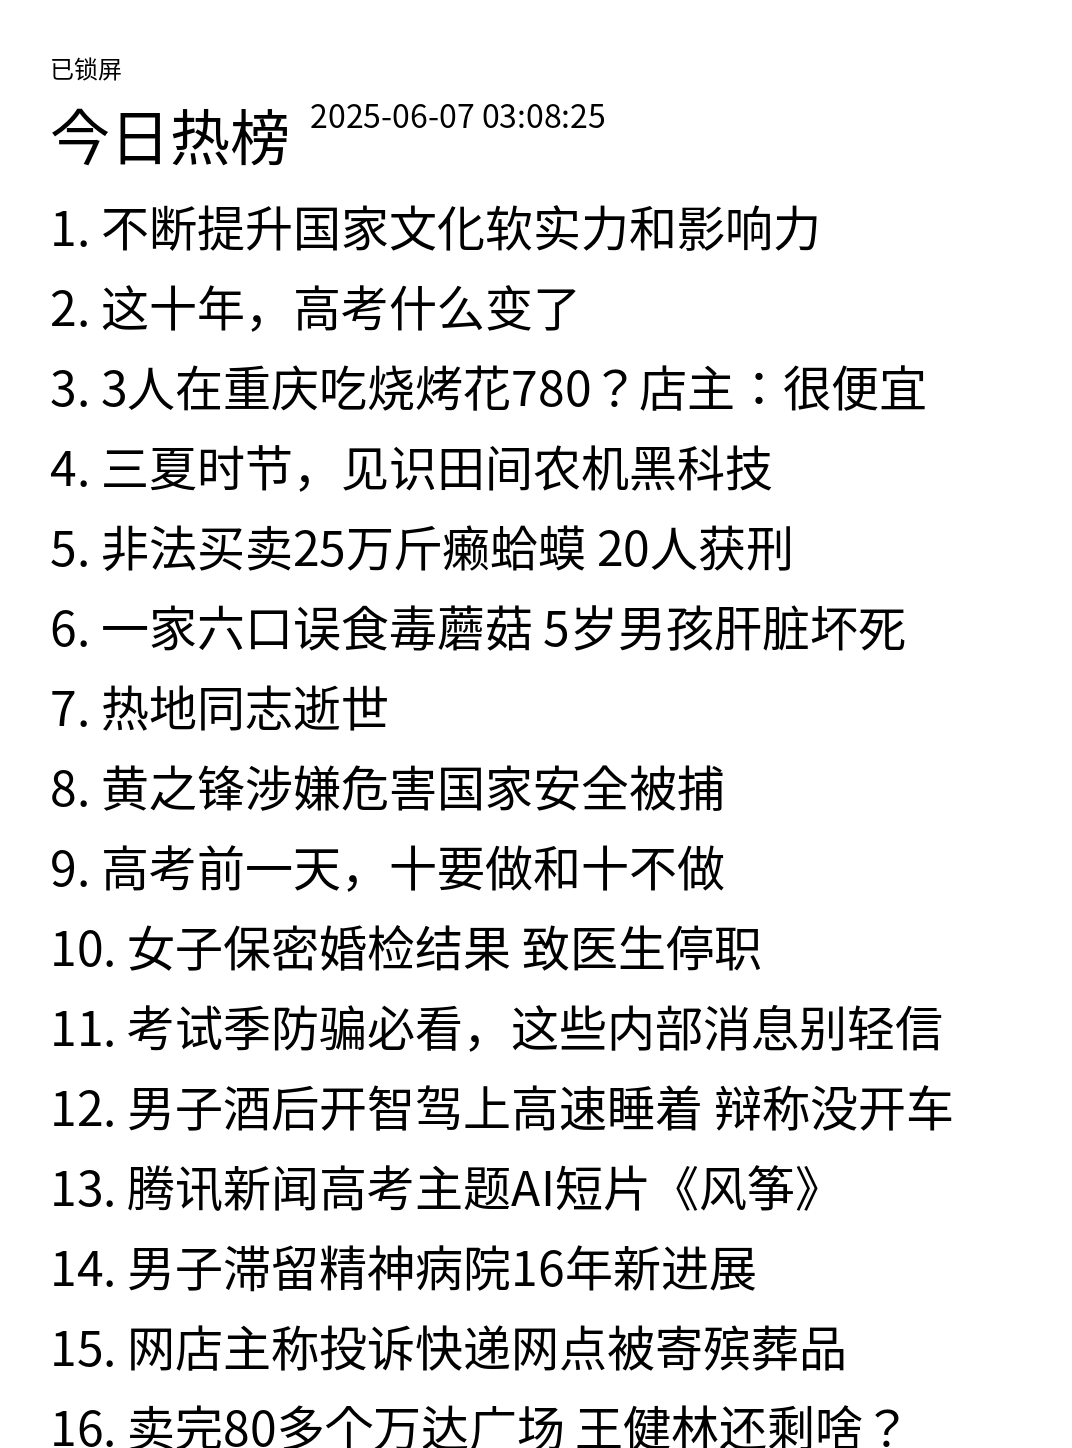 已锁屏
今日热榜 2025-06-07 03:08:25
1. 不断提升国家文化软实力和影响力
2. 这十年，高考什么变了
3. 3人在重庆吃烧烤花780？店主：很便宜
4. 三夏时节，见识田间农机黑科技
5. 非法买卖25万斤癞蛤蟆 20人获刑
6. 一家六口误食毒蘑菇 5岁男孩肝脏坏死
7. 热地同志逝世
8. 黄之锋涉嫌危害国家安全被捕
9. 高考前一天，十要做和十不做
10. 女子保密婚检结果 致医生停职
11. 考试季防骗必看，这些内部消息别轻信
12. 男子酒后开智驾上高速睡着 辩称没开车
13. 腾讯新闻高考主题AI短片《风筝》
14. 男子滞留精神病院16年新进展
15. 网店主称投诉快递网点被寄殡葬品
16. 卖完80多个万达广场 王健林还剩啥？